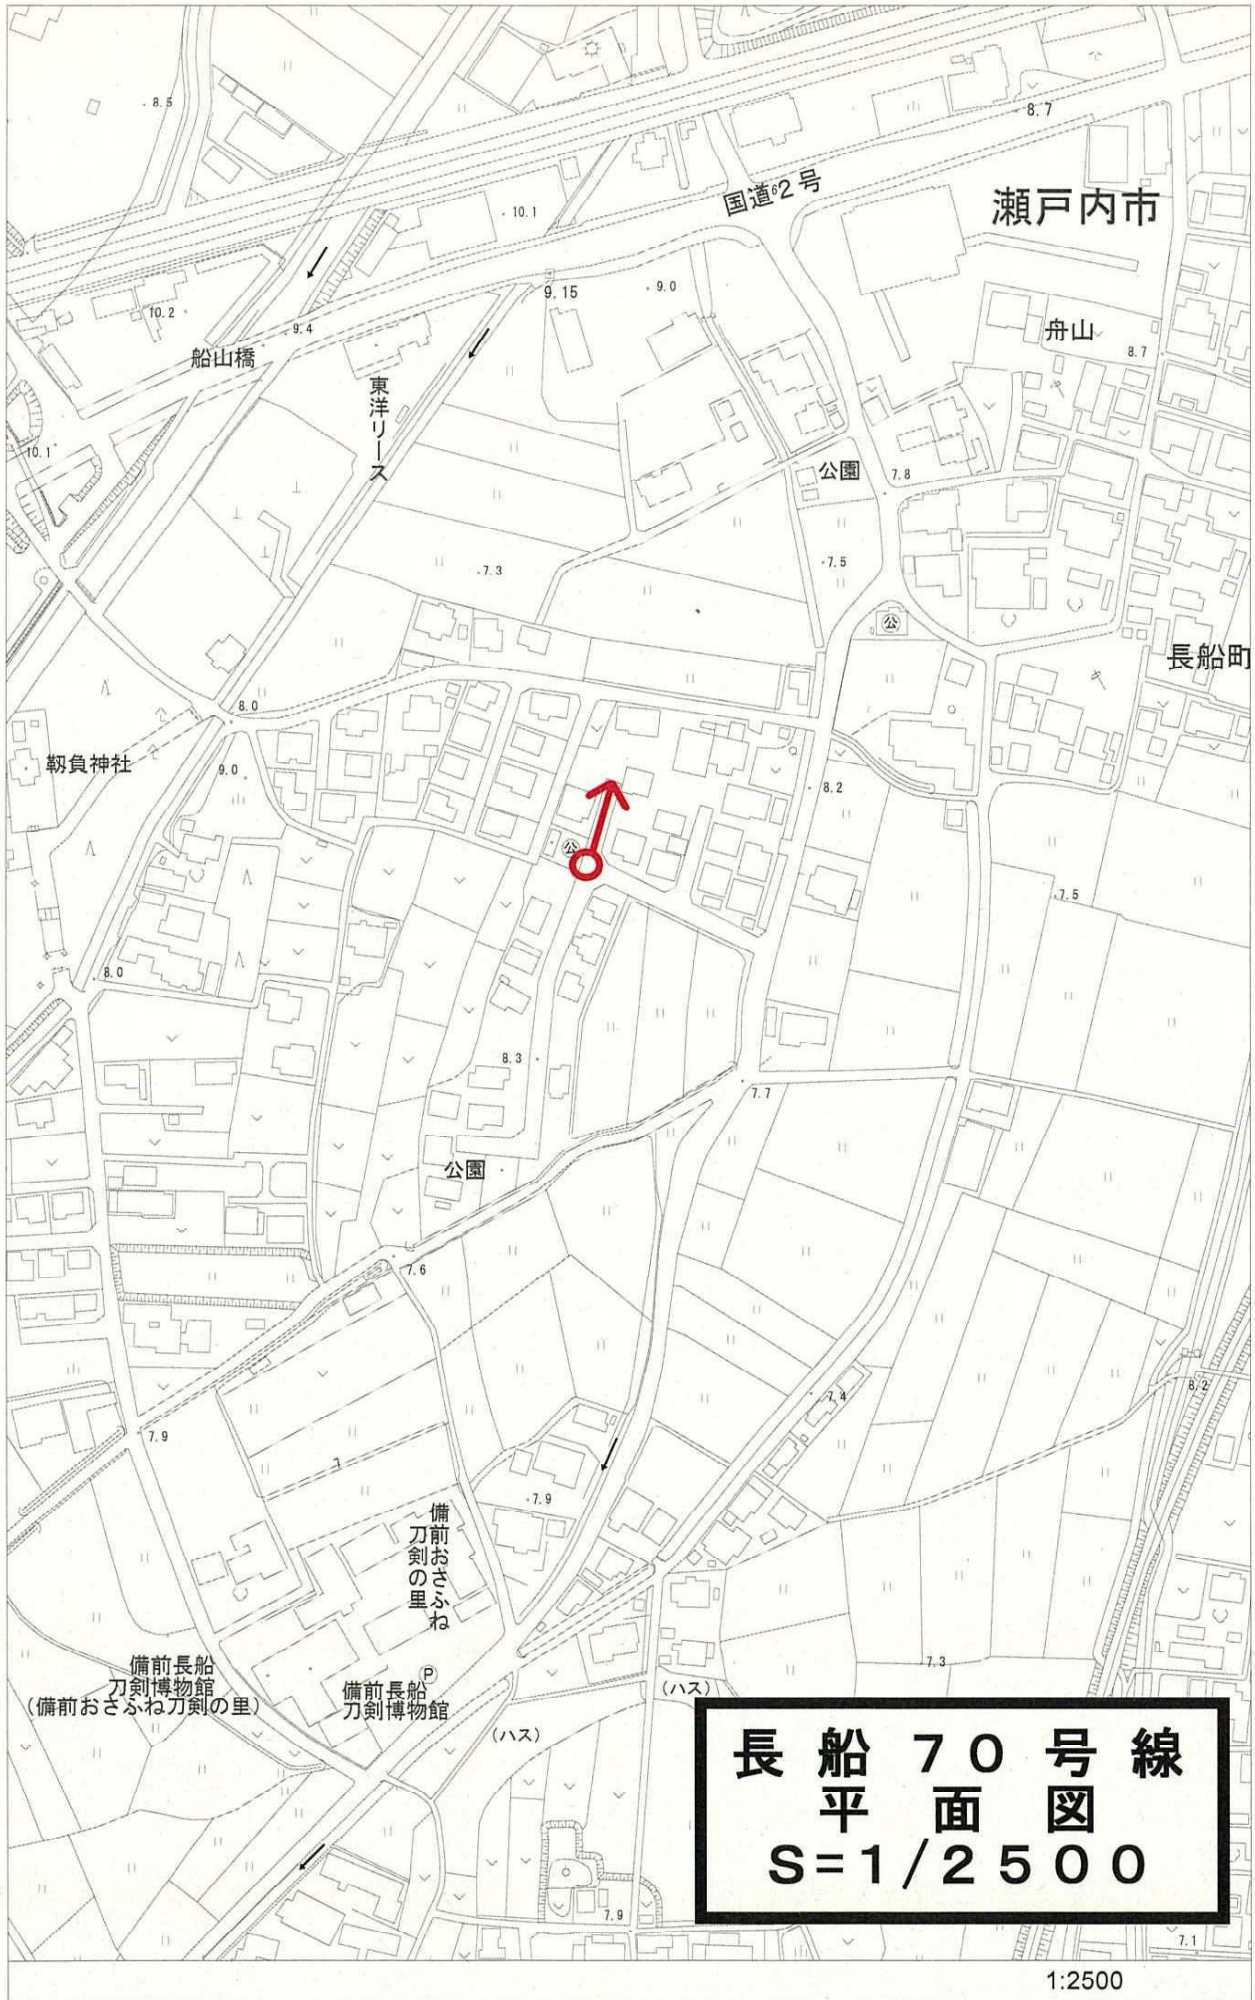 8.5
8.7
国道2号
62
瀬戸内市
10.1
9.15
9.0
10.2
9.4
船山橋
舟山
8.7
東洋リース
10.1
公園
7.8
7.3
7.5
公
長船町
8.0
靱負神社
9.0
8.2
公
7.5
8.0
8.3
7.7
公園
7.6
7.4
8.2
7.9
7.9
備前おさふね
刀剣の里
備前長船
刀剣博物館
(備前おさふね刀剣の里)
P
備前長船
刀剣博物館
(ハス)
7.3
(ハス)
長船70号線
平面図
S=1/2500
7.9
7.1
1:2500